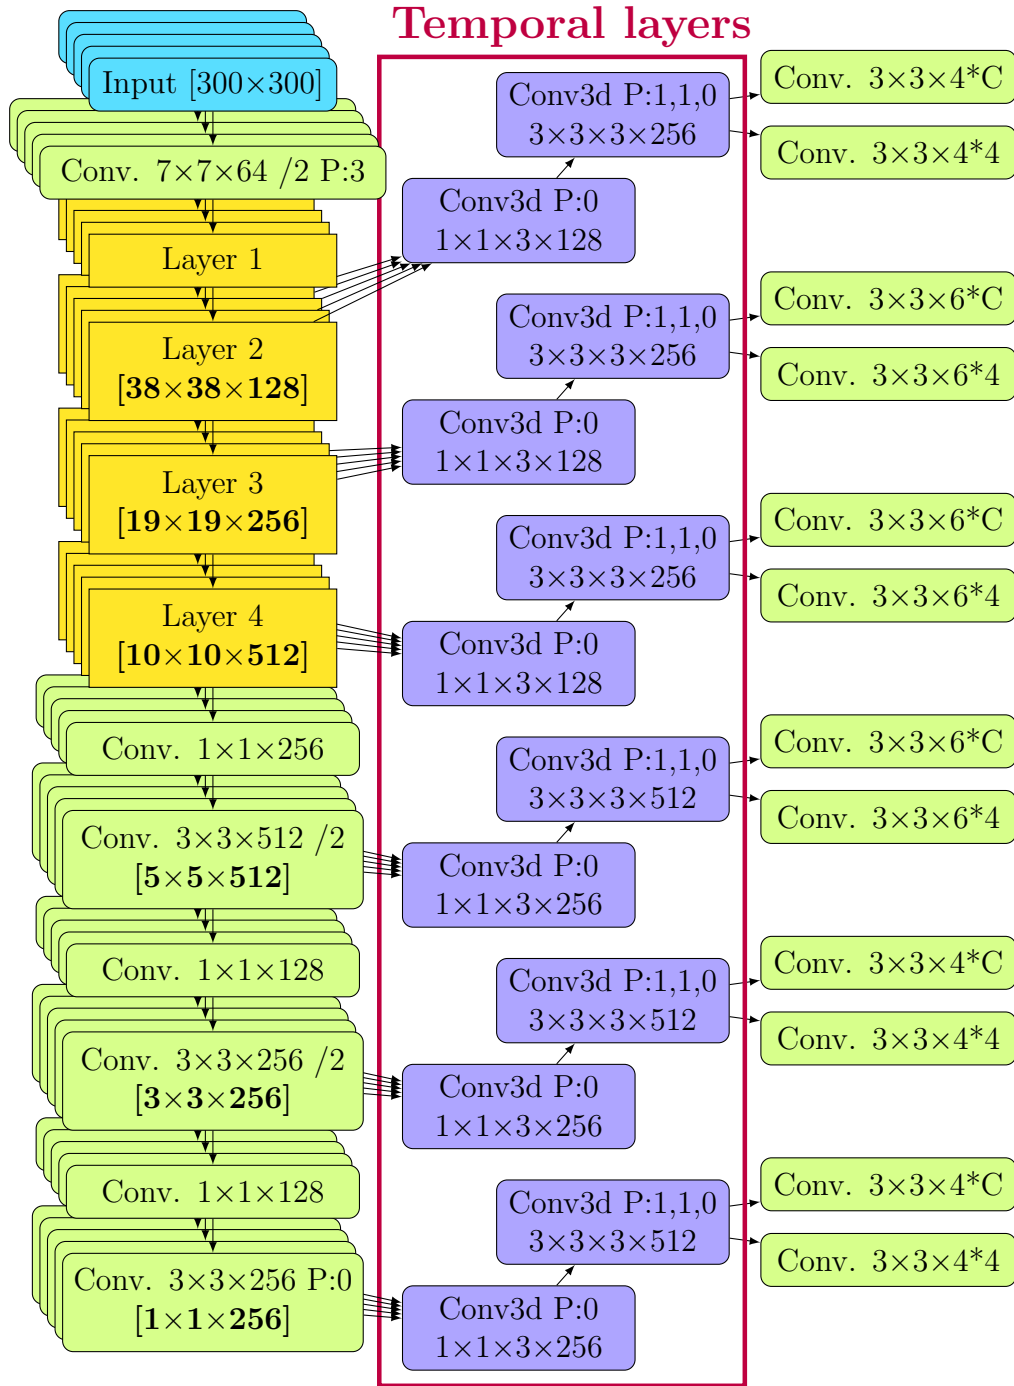 Temporal layers
Input [300×300]
Conv. 7×7×64 /2 P:3
Layer 1
Layer 2
[38×38×128]
Layer 3
[19×19×256]
Layer 4
[10×10×512]
Conv. 1×1×256
Conv. 3×3×512 /2
[5×5×512]
Conv. 1×1×128
Conv. 3×3×256 /2
[3×3×256]
Conv. 1×1×128
Conv. 3×3×256 P:0
[1×1×256]
Conv3d P:1,1,0
3×3×3×256
Conv3d P:0
1×1×3×128
Conv3d P:1,1,0
3×3×3×256
Conv3d P:0
1×1×3×128
Conv3d P:1,1,0
3×3×3×256
Conv3d P:0
1×1×3×128
Conv3d P:1,1,0
3×3×3×512
Conv3d P:0
1×1×3×256
Conv3d P:1,1,0
3×3×3×512
Conv3d P:0
1×1×3×256
Conv3d P:1,1,0
3×3×3×512
Conv3d P:0
1×1×3×256
Conv. 3×3×4*C
Conv. 3×3×4*4
Conv. 3×3×6*C
Conv. 3×3×6*4
Conv. 3×3×6*C
Conv. 3×3×6*4
Conv. 3×3×6*C
Conv. 3×3×6*4
Conv. 3×3×4*C
Conv. 3×3×4*4
Conv. 3×3×4*C
Conv. 3×3×4*4